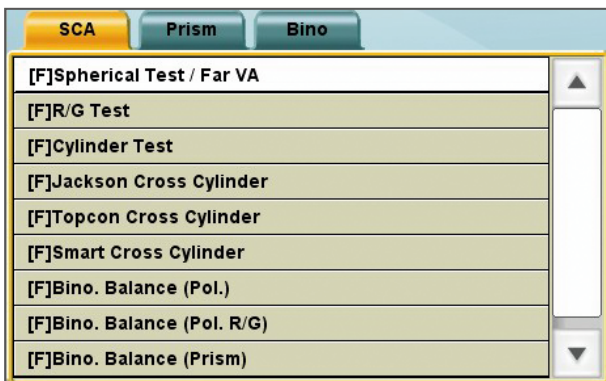 SCA Prism Bino
[F]Spherical Test / Far VA
[F]R/G Test
[F]Cylinder Test
[F]Jackson Cross Cylinder
[F]Topcon Cross Cylinder
[F]Smart Cross Cylinder
[F]Bino. Balance (Pol.)
[F]Bino. Balance (Pol. R/G)
[F]Bino. Balance (Prism)